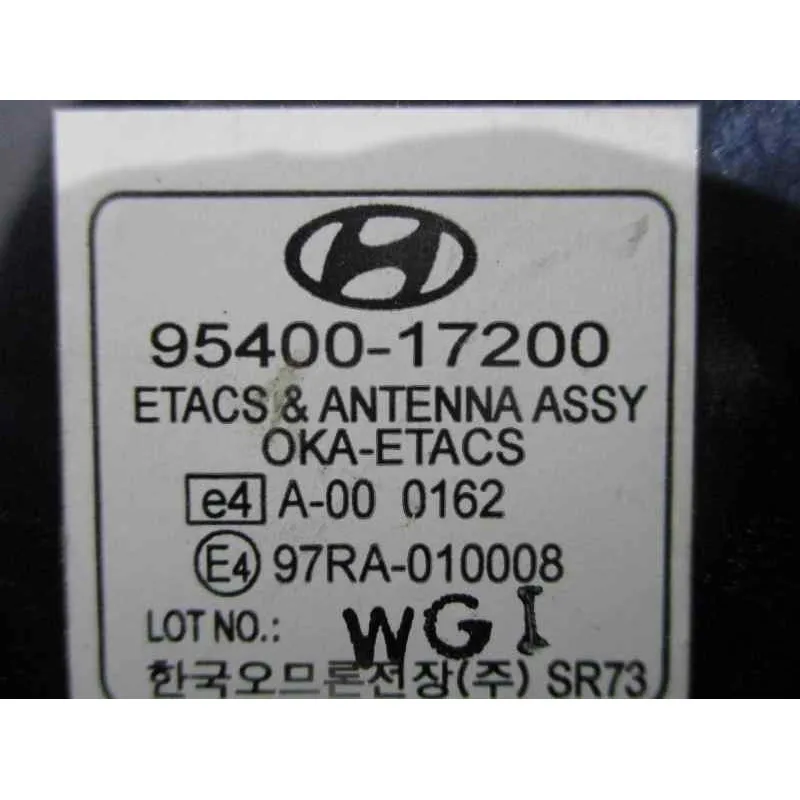 95400-17200
ETACS & ANTENNA ASSY
OKA-ETACS
e4 A-00 0162
E4 97RA-010008
LOT NO.: WGI
한국오므론전장(주) SR73